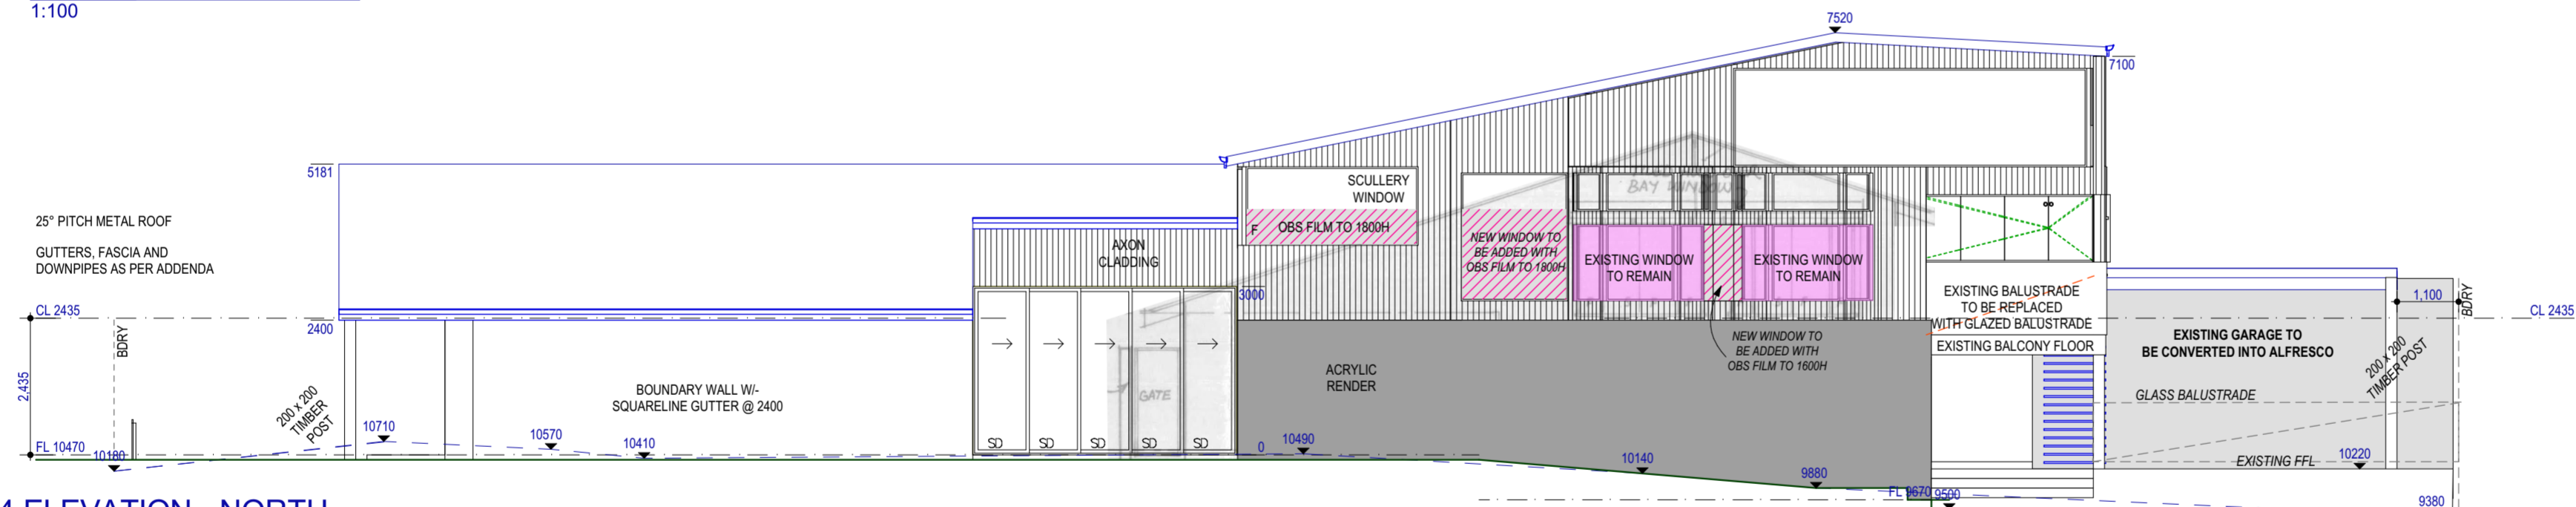 1:100
7520
7100
5181
SCULLERY
WINDOW
25° PITCH METAL ROOF
GUTTERS, FASCIA AND
DOWNPIPES AS PER ADDENDA
BAY WINDOW
F
OBS FILM TO 1800H
AXON
CLADDING
NEW WINDOW TO
BE ADDED WITH
OBS FILM TO 1800H
EXISTING WINDOW
TO REMAIN
EXISTING WINDOW
TO REMAIN
3000
EXISTING BALUSTRADE
TO BE REPLACED
WITH GLAZED BALUSTRADE
EXISTING BALCONY FLOOR
1,100
BDRY
CL 2435
CL 2435
2400
BDRY
2,435
NEW WINDOW TO
BE ADDED WITH
OBS FILM TO 1600H
EXISTING GARAGE TO
BE CONVERTED INTO ALFRESCO
200 x 200
TIMBER POST
ACRYLIC
RENDER
BOUNDARY WALL W/-
SQUARELINE GUTTER @ 2400
GATE
GLASS BALUSTRADE
200 x 200
TIMBER
POST
10710
10570
10410
SD
SD
SD
SD
SD
0
10490
FL 10470
10180
10140
9880
EXISTING FFL
10220
FL 9670
9500
9380
4 ELEVATION - NORTH